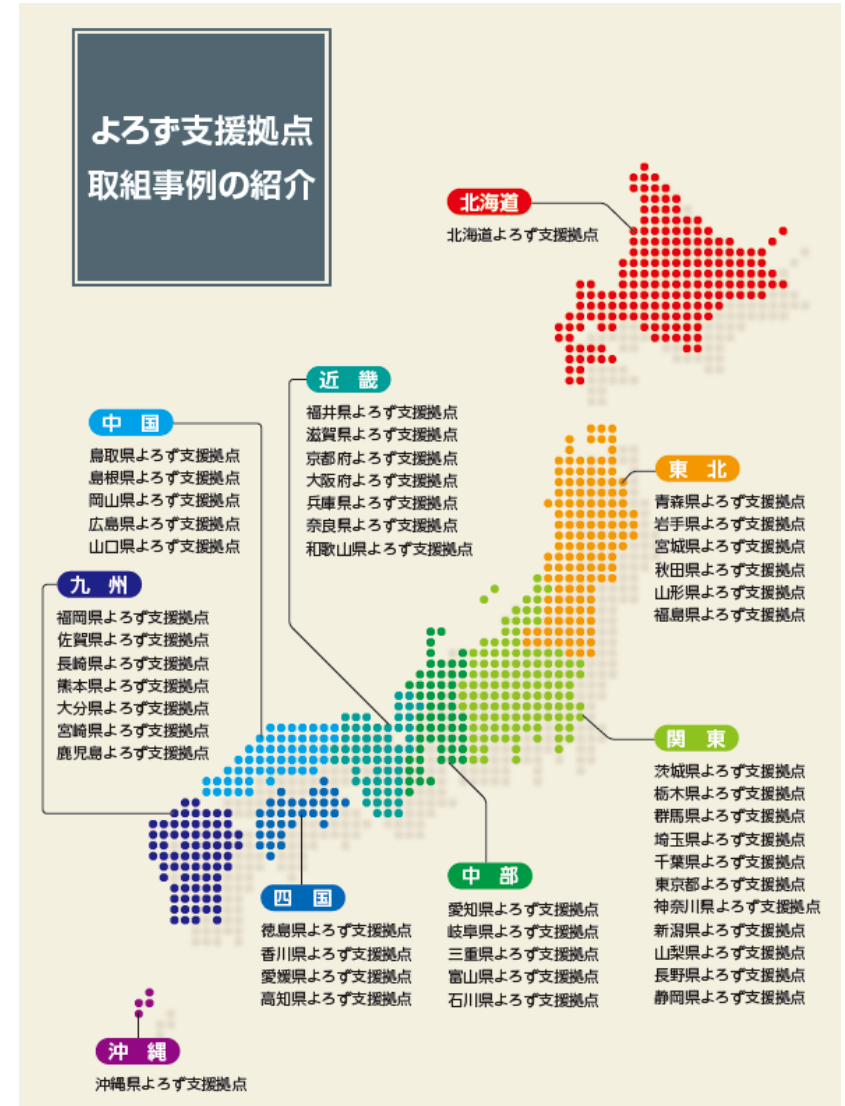 よろず支援拠点
取組事例の紹介
北海道
北海道よろず支援拠点
近　畿
福井県よろず支援拠点
滋賀県よろず支援拠点
京都府よろず支援拠点
大阪府よろず支援拠点
兵庫県よろず支援拠点
奈良県よろず支援拠点
和歌山県よろず支援拠点
中　国
鳥取県よろず支援拠点
島根県よろず支援拠点
岡山県よろず支援拠点
広島県よろず支援拠点
山口県よろず支援拠点
東　北
青森県よろず支援拠点
岩手県よろず支援拠点
宮城県よろず支援拠点
秋田県よろず支援拠点
山形県よろず支援拠点
福島県よろず支援拠点
九　州
福岡県よろず支援拠点
佐賀県よろず支援拠点
長崎県よろず支援拠点
熊本県よろず支援拠点
大分県よろず支援拠点
宮崎県よろず支援拠点
鹿児島よろず支援拠点
関　東
茨城県よろず支援拠点
栃木県よろず支援拠点
群馬県よろず支援拠点
埼玉県よろず支援拠点
千葉県よろず支援拠点
東京都よろず支援拠点
神奈川県よろず支援拠点
新潟県よろず支援拠点
山梨県よろず支援拠点
長野県よろず支援拠点
静岡県よろず支援拠点
中　部
愛知県よろず支援拠点
岐阜県よろず支援拠点
三重県よろず支援拠点
富山県よろず支援拠点
石川県よろず支援拠点
四　国
徳島県よろず支援拠点
香川県よろず支援拠点
愛媛県よろず支援拠点
高知県よろず支援拠点
沖　縄
沖縄県よろず支援拠点